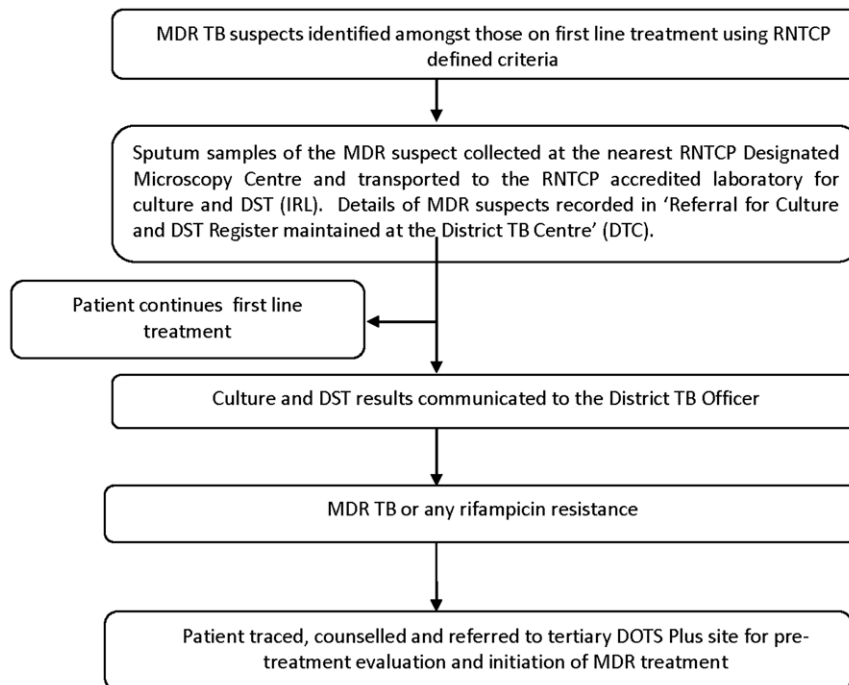 MDR TB suspects identified amongst those on first line treatment using RNTCP
defined criteria
Sputum samples of the MDR suspect collected at the nearest RNTCP Designated
Microscopy Centre and transported to the RNTCP accredited laboratory for
culture and DST (IRL). Details of MDR suspects recorded in ‘Referral for Culture
and DST Register maintained at the District TB Centre’ (DTC).
Patient continues first line
treatment
Culture and DST results communicated to the District TB Officer
MDR TB or any rifampicin resistance
Patient traced, counselled and referred to tertiary DOTS Plus site for pre-
treatment evaluation and initiation of MDR treatment